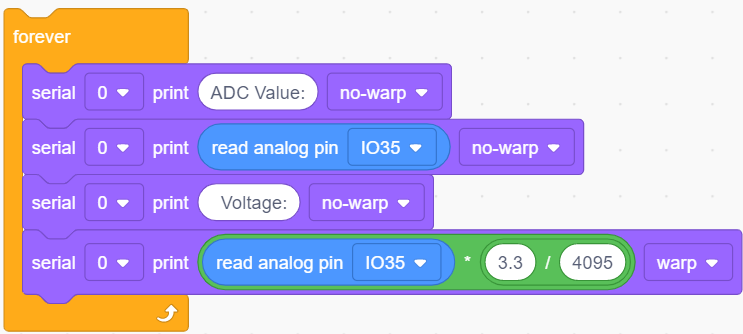 forever
serial 0 print ADC Value: no-warp
serial 0 print read analog pin IO35 no-warp
serial 0 print Voltage: no-warp
serial 0 print read analog pin IO35 * 3.3 / 4095 warp